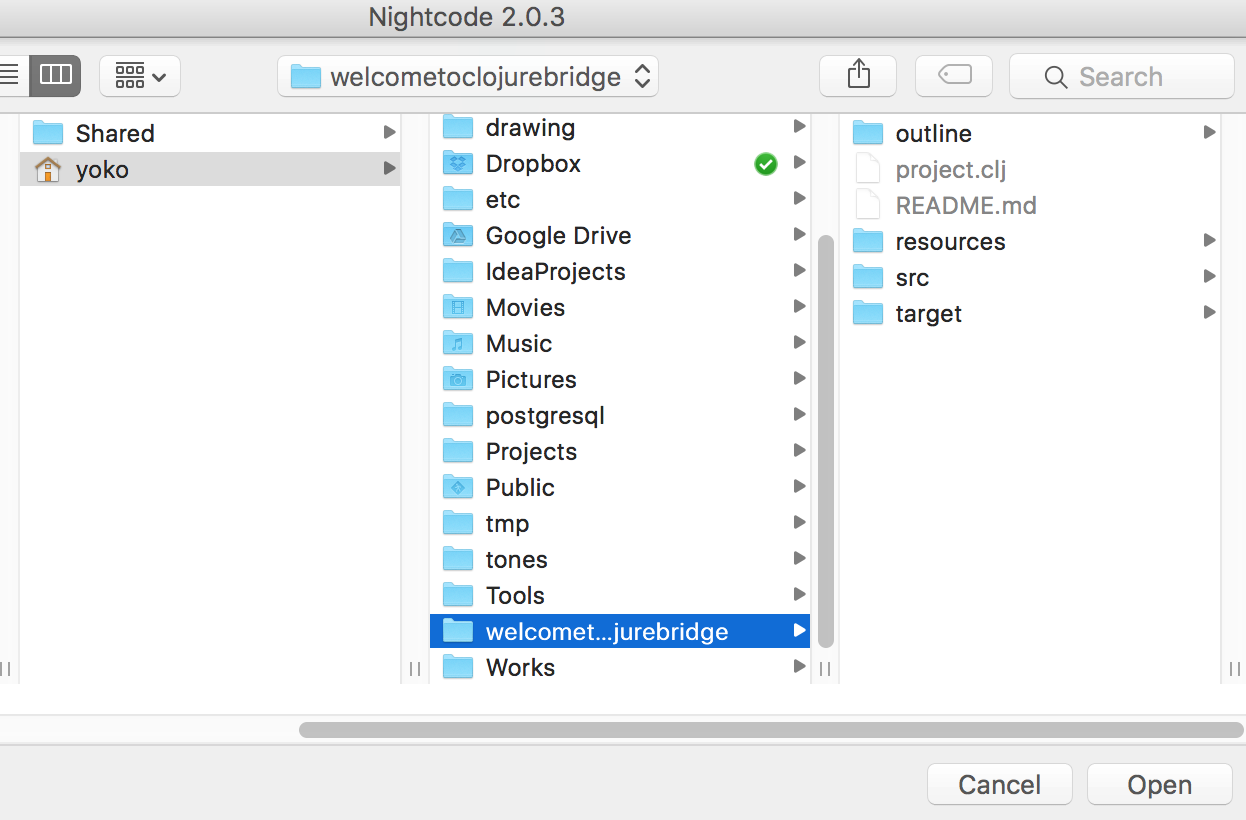 Nightcode 2.0.3
welcometoclojurebridge
Search
Shared
yoko
drawing
Dropbox
etc
Google Drive
IdeaProjects
Movies
Music
Pictures
postgresql
Projects
Public
tmp
tones
Tools
welcomet...jurebridge
Works
outline
project.clj
README.md
resources
src
target
Cancel
Open